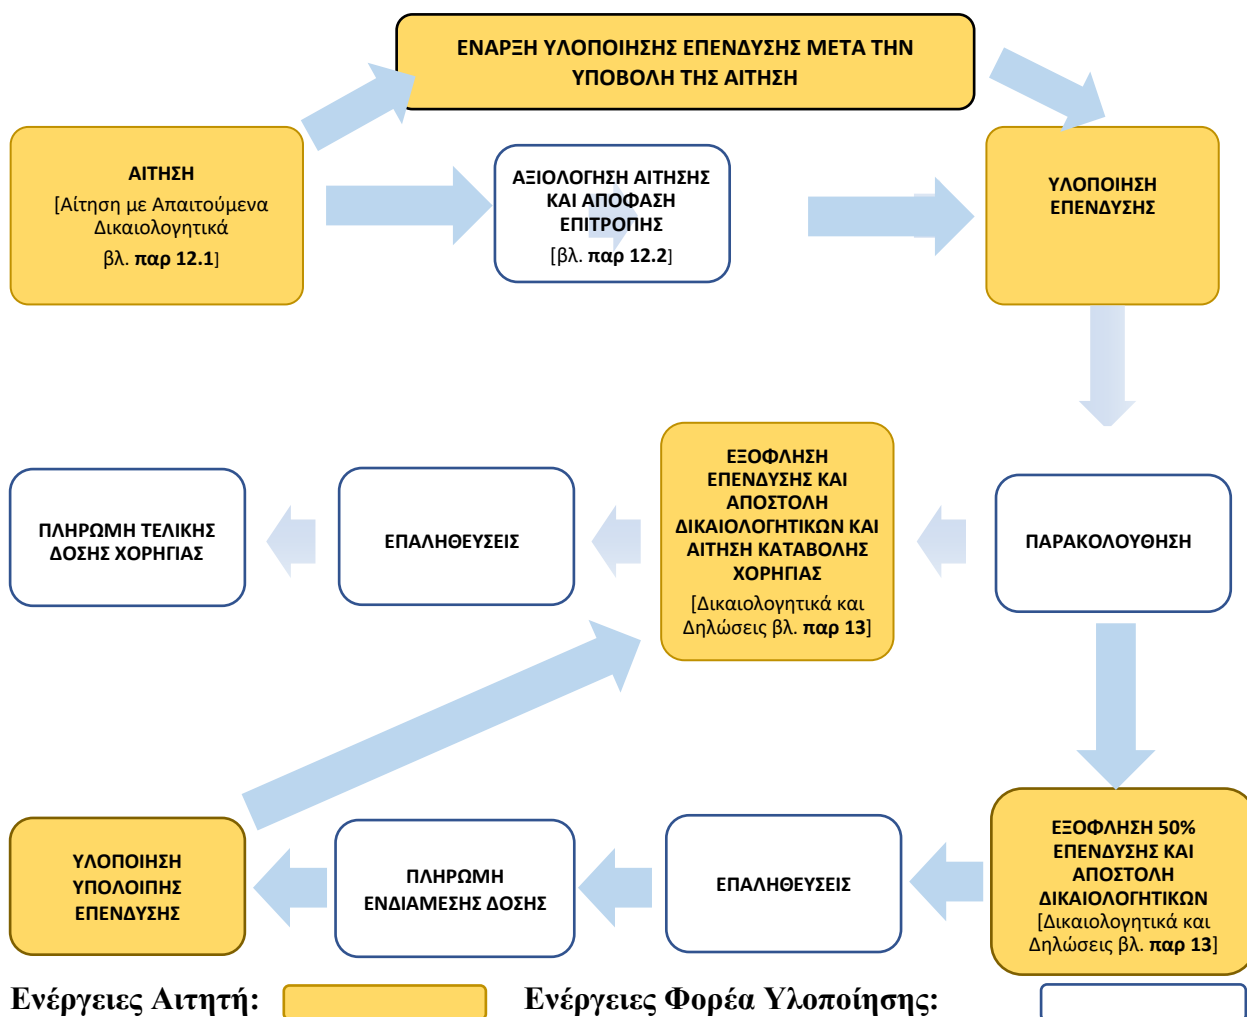 ΕΝΑΡΞΗ ΥΛΟΠΟΙΗΣΗΣ ΕΠΕΝΔΥΣΗΣ ΜΕΤΑ ΤΗΝ
ΥΠΟΒΟΛΗ ΤΗΣ ΑΙΤΗΣΗ
ΑΙΤΗΣΗ
[Αίτηση με Απαιτούμενα
Δικαιολογητικά
βλ. παρ 12.1]
ΑΞΙΟΛΟΓΗΣΗ ΑΙΤΗΣΗΣ
ΚΑΙ ΑΠΟΦΑΣΗ
ΕΠΙΤΡΟΠΗΣ
[βλ. παρ 12.2]
ΥΛΟΠΟΙΗΣΗ
ΕΠΕΝΔΥΣΗΣ
ΠΛΗΡΩΜΗ ΤΕΛΙΚΗΣ
ΔΟΣΗΣ ΧΟΡΗΓΙΑΣ
ΕΠΑΛΗΘΕΥΣΕΙΣ
ΕΞΟΦΛΗΣΗ
ΕΠΕΝΔΥΣΗΣ ΚΑΙ
ΑΠΟΣΤΟΛΗ
ΔΙΚΑΙΟΛΟΓΗΤΙΚΩΝ ΚΑΙ
ΑΙΤΗΣΗ ΚΑΤΑΒΟΛΗΣ
ΧΟΡΗΓΙΑΣ
[Δικαιολογητικά και
Δηλώσεις βλ. παρ 13]
ΠΑΡΑΚΟΛΟΥΘΗΣΗ
ΥΛΟΠΟΙΗΣΗ
ΥΠΟΛΟΙΠΗΣ
ΕΠΕΝΔΥΣΗΣ
ΠΛΗΡΩΜΗ
ΕΝΔΙΑΜΕΣΗΣ ΔΟΣΗΣ
ΕΠΑΛΗΘΕΥΣΕΙΣ
ΕΞΟΦΛΗΣΗ 50%
ΕΠΕΝΔΥΣΗΣ ΚΑΙ
ΑΠΟΣΤΟΛΗ
ΔΙΚΑΙΟΛΟΓΗΤΙΚΩΝ
[Δικαιολογητικά και
Δηλώσεις βλ. παρ 13]
Ενέργειες Αιτητή: Ενέργειες Φορέα Υλοποίησης: